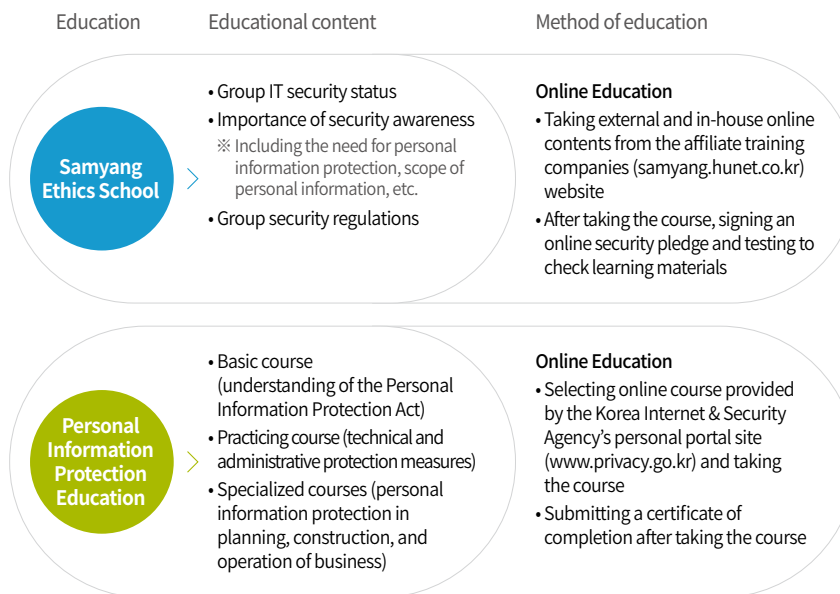 Education
Educational content
Method of education
Samyang
Ethics School
• Group IT security status
• Importance of security awareness
※ Including the need for personal
information protection, scope of
personal information, etc.
• Group security regulations
Online Education
• Taking external and in-house online
contents from the affiliate training
companies (samyang.hunet.co.kr)
website
• After taking the course, signing an
online security pledge and testing to
check learning materials
Personal
Information
Protection
Education
• Basic course
(understanding of the Personal
Information Protection Act)
• Practicing course (technical and
administrative protection measures)
• Specialized courses (personal
information protection in
planning, construction, and
operation of business)
Online Education
• Selecting online course provided
by the Korea Internet & Security
Agency's personal portal site
(www.privacy.go.kr) and taking
the course
• Submitting a certificate of
completion after taking the course